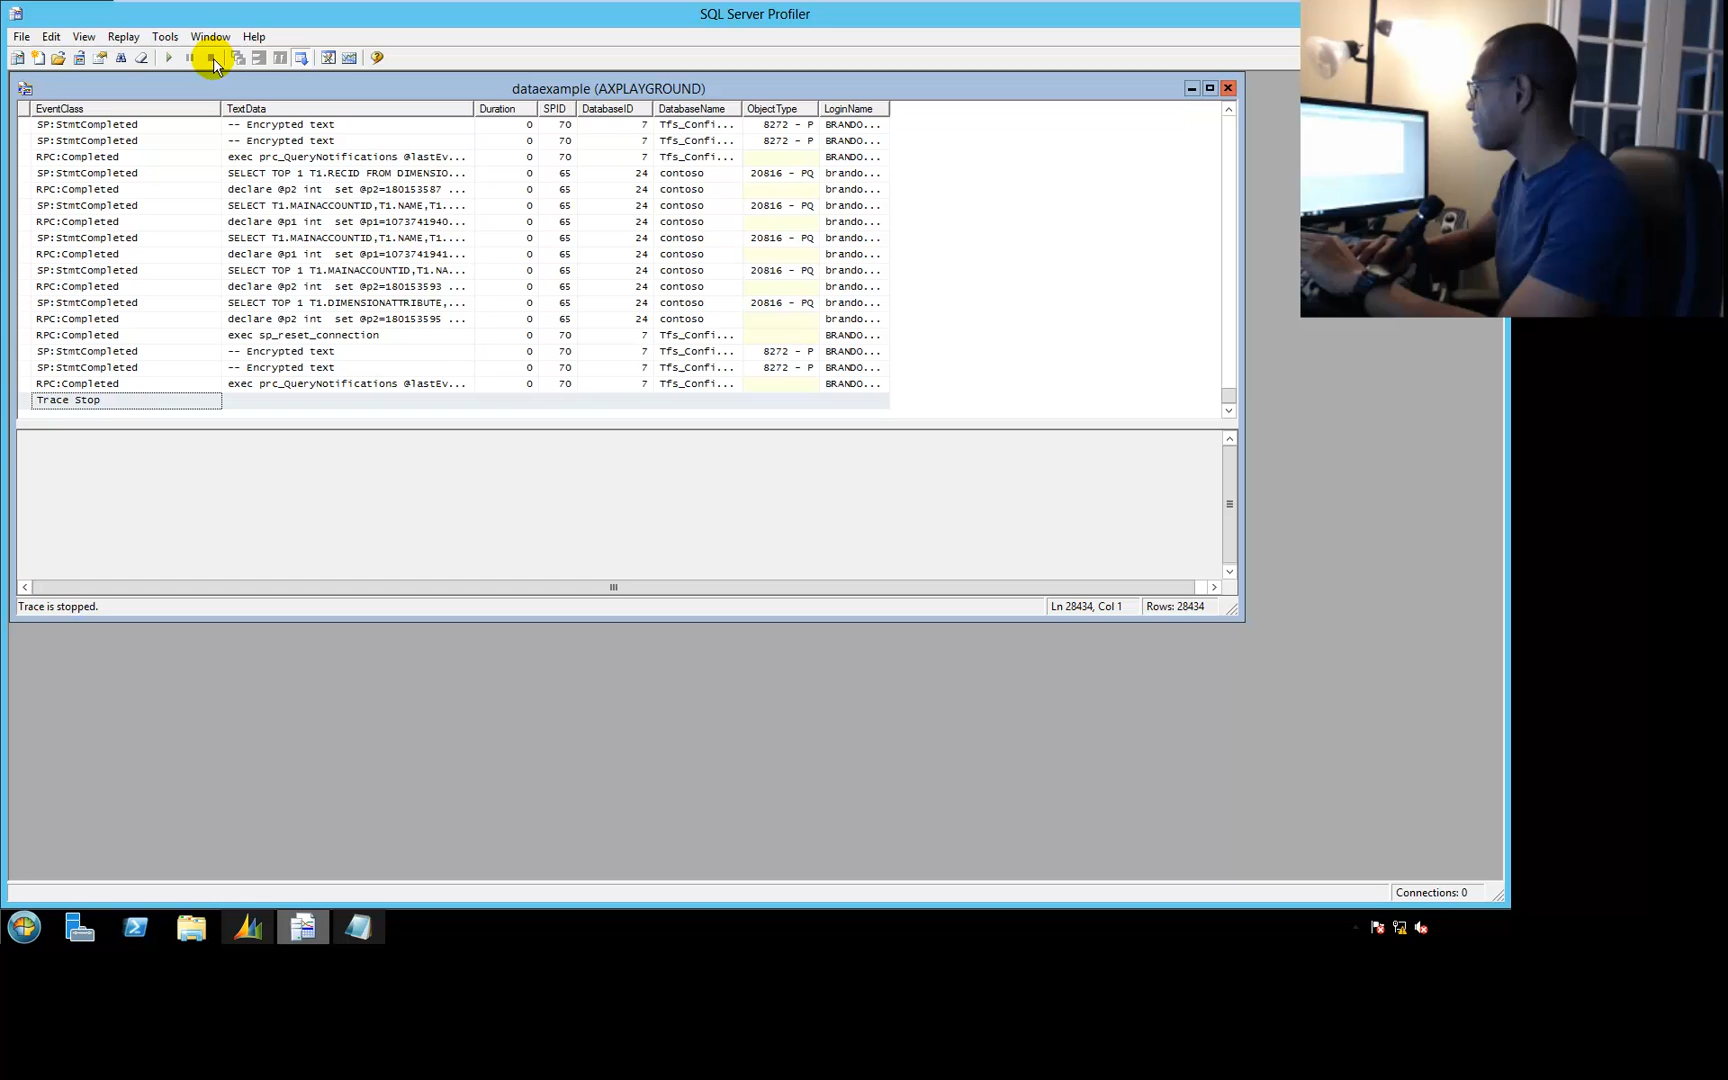 SQL Server Profiler
File Edit View Replay Tools Window Help
dataexample (AXPLAYGROUND)
EventClass TextData Duration SPID DatabaseID DatabaseName ObjectType LoginName
SP:StmtCompleted -- Encrypted text 0 70 7 Tfs_Confi... 8272 - P BRANDO...
SP:StmtCompleted -- Encrypted text 0 70 7 Tfs_Confi... 8272 - P BRANDO...
RPC:Completed exec prc_QueryNotifications @lastEv... 0 70 7 Tfs_Confi... BRANDO...
SP:StmtCompleted SELECT TOP 1 T1.RECID FROM DIMENSIO... 0 65 24 contoso 20816 - PQ brando...
RPC:Completed declare @p2 int set @p2=180153587 ... 0 65 24 contoso brando...
SP:StmtCompleted SELECT T1.MAINACCOUNTID,T1.NAME,T1.... 0 65 24 contoso 20816 - PQ brando...
RPC:Completed declare @p1 int set @p1=1073741940... 0 65 24 contoso brando...
SP:StmtCompleted SELECT T1.MAINACCOUNTID,T1.NAME,T1.... 0 65 24 contoso 20816 - PQ brando...
RPC:Completed declare @p1 int set @p1=1073741941... 0 65 24 contoso brando...
SP:StmtCompleted SELECT TOP 1 T1.MAINACCOUNTID,T1.NA... 0 65 24 contoso 20816 - PQ brando...
RPC:Completed declare @p2 int set @p2=180153593 ... 0 65 24 contoso brando...
SP:StmtCompleted SELECT TOP 1 T1.DIMENSIONATTRIBUTE,... 0 65 24 contoso 20816 - PQ brando...
RPC:Completed declare @p2 int set @p2=180153595 ... 0 65 24 contoso brando...
RPC:Completed exec sp_reset_connection 0 70 7 Tfs_Confi... BRANDO...
SP:StmtCompleted -- Encrypted text 0 70 7 Tfs_Confi... 8272 - P BRANDO...
SP:StmtCompleted -- Encrypted text 0 70 7 Tfs_Confi... 8272 - P BRANDO...
RPC:Completed exec prc_QueryNotifications @lastEv... 0 70 7 Tfs_Confi... BRANDO...
Trace Stop
Trace is stopped. Ln 28434, Col 1 Rows: 28434
Connections: 0